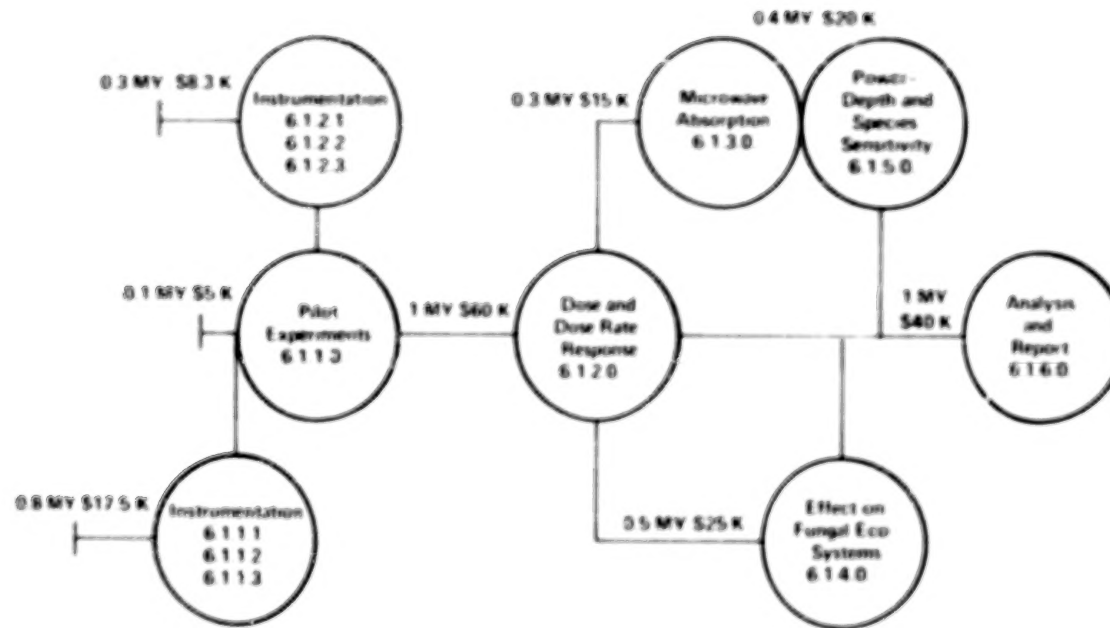 0.4 MY $20 K
0.3 MY $8.3 K
Instrumentation
6.1.2.1
6.1.2.2
6.1.2.3
0.3 MY $15 K
Microwave
Absorption
6.1.3.0.
Power-
Depth and
Species
Sensitivity
6.1.5.0.
0.1 MY $5 K
Pilot
Experiments
6.1.1.0
1 MY $60 K
Dose and
Dose Rate
Response
6.1.2.0
1 MY
$40 K
Analysis
and
Report
6.1.6.0.
0.8 MY $17.5 K
Instrumentation
6.1.1.1
6.1.1.2
6.1.1.3
0.5 MY $25 K
Effect on
Fungal Eco
Systems
6.1.4.0.